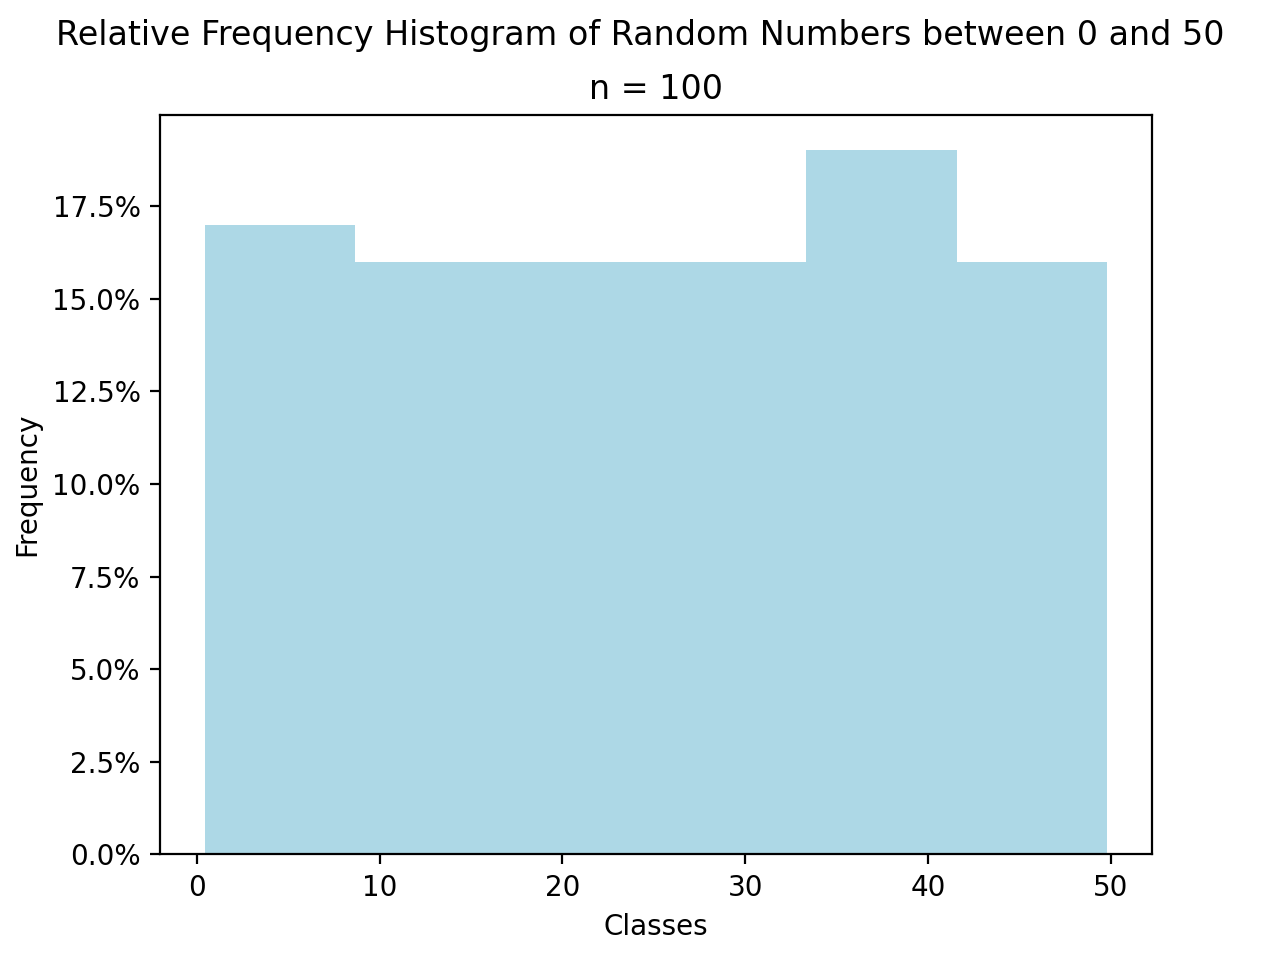 Relative Frequency Histogram of Random Numbers between 0 and 50
n = 100
17.5%
15.0%
12.5%
10.0%
7.5%
5.0%
2.5%
0.0%
Frequency
0 10 20 30 40 50
Classes